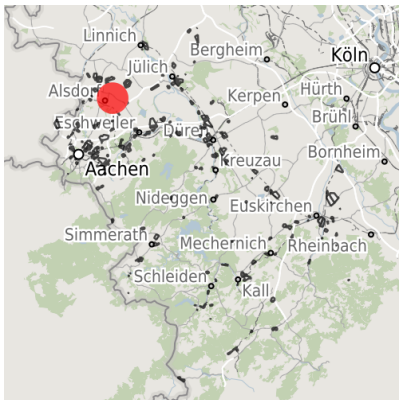 Linnich
Köln
Bergheim
Jülich
Alsdo
Kerpen
Hürth
Eschweiler
Düren
Brühl
Bornheim
Aachen
Kreuzau
Nideggen
Euskirchen
Simmerath
Mechernich
Rheinbach
Schleiden
Kall